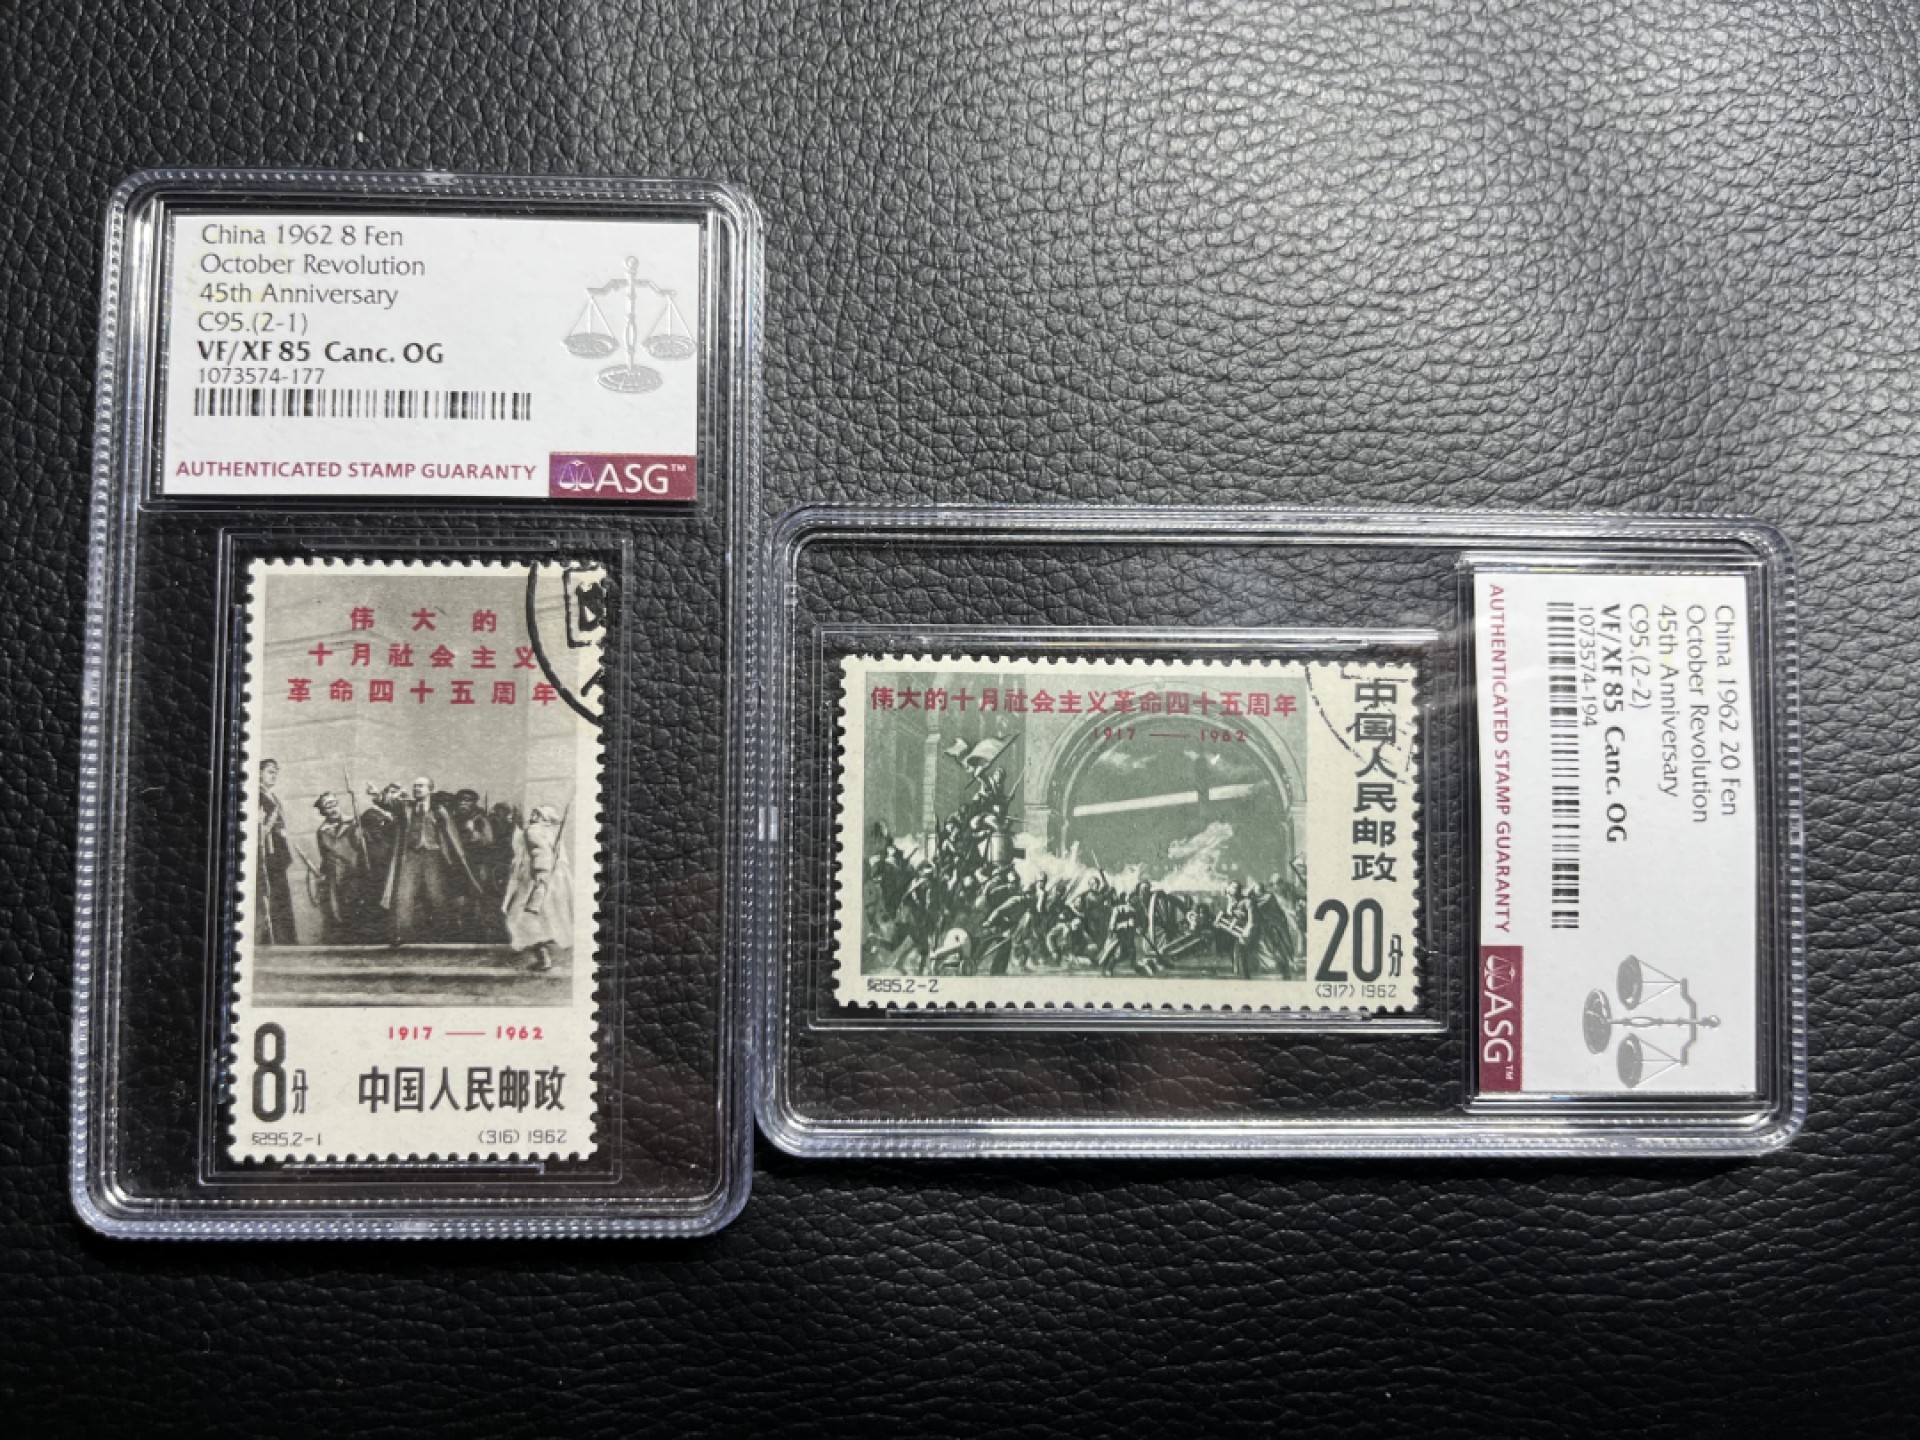 China 1962 8 Fen
October Revolution
45th Anniversary
C95.(2-1)
VF/XF 85 Canc. OG
1073574-177
AUTHENTICATED STAMP GUARANTY
ASG™
伟大的
十月社会主义
革命四十五周年
1917 — 1962
8分
中国人民邮政
纪95.2-1
(316) 1962
伟大的十月社会主义革命四十五周年
1917 — 1962
中国人民邮政
20分
纪95.2-2
(317) 1962
China 1962 20 Fen
October Revolution
45th Anniversary
C95.(2-2)
VF/XF 85 Canc. OG
1073574-194
AUTHENTICATED STAMP GUARANTY
ASG™